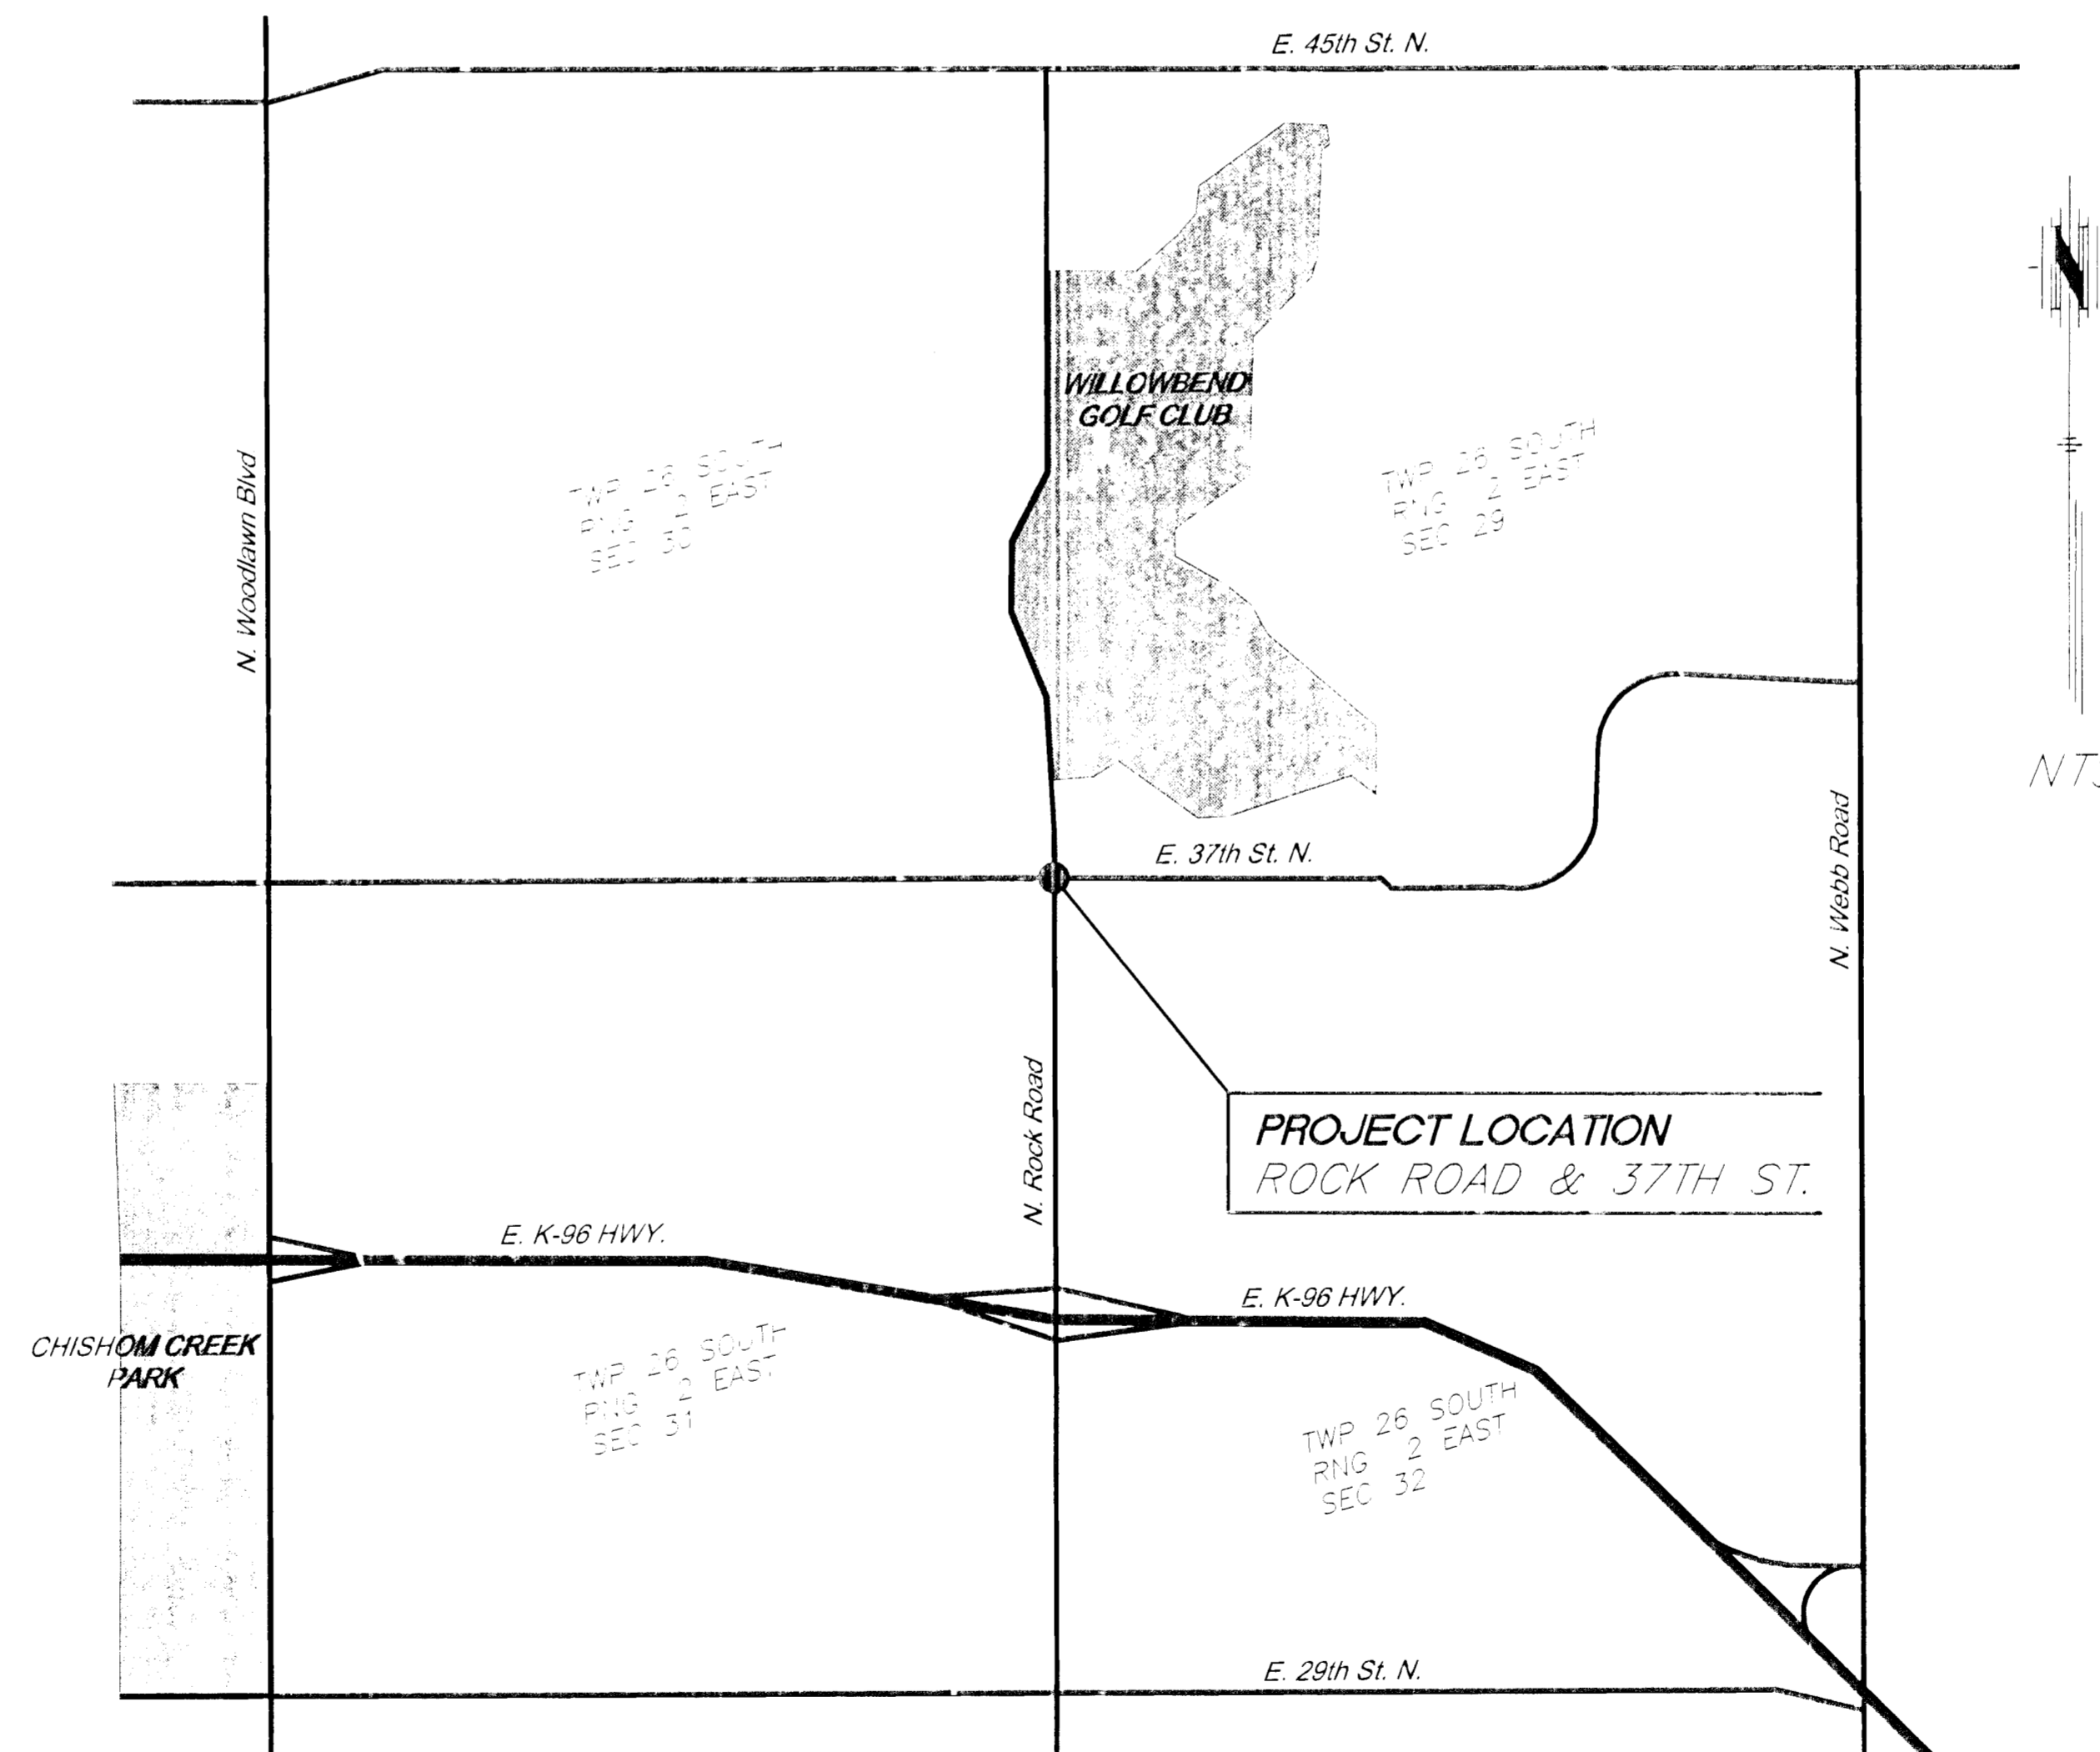 E. 45th St. N.
N
WILLOWBEND
GOLF CLUB
TWP 26 SOUTH
RNG 2 EAST
SEC 30
TWP 26 SOUTH
RNG 2 EAST
SEC 29
N. Woodlawn Blvd
NTS
E. 37th St. N.
N. Webb Road
N. Rock Road
PROJECT LOCATION
ROCK ROAD & 37TH ST.
E. K-96 HWY.
E. K-96 HWY.
CHISHOM CREEK
PARK
TWP 26 SOUTH
RNG 2 EAST
SEC 31
TWP 26 SOUTH
RNG 2 EAST
SEC 32
E. 29th St. N.